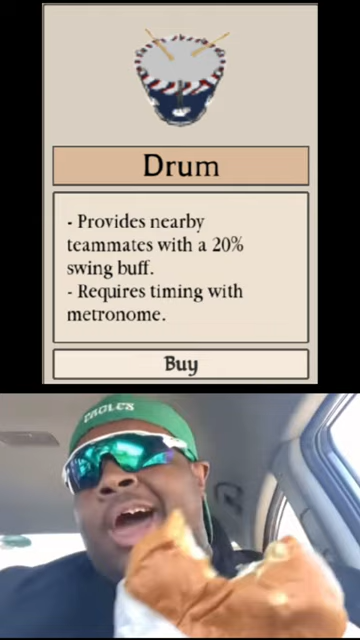 Drum
- Provides nearby
teammates with a 20%
swing buff.
- Requires timing with
metronome.
Buy
EAGLES